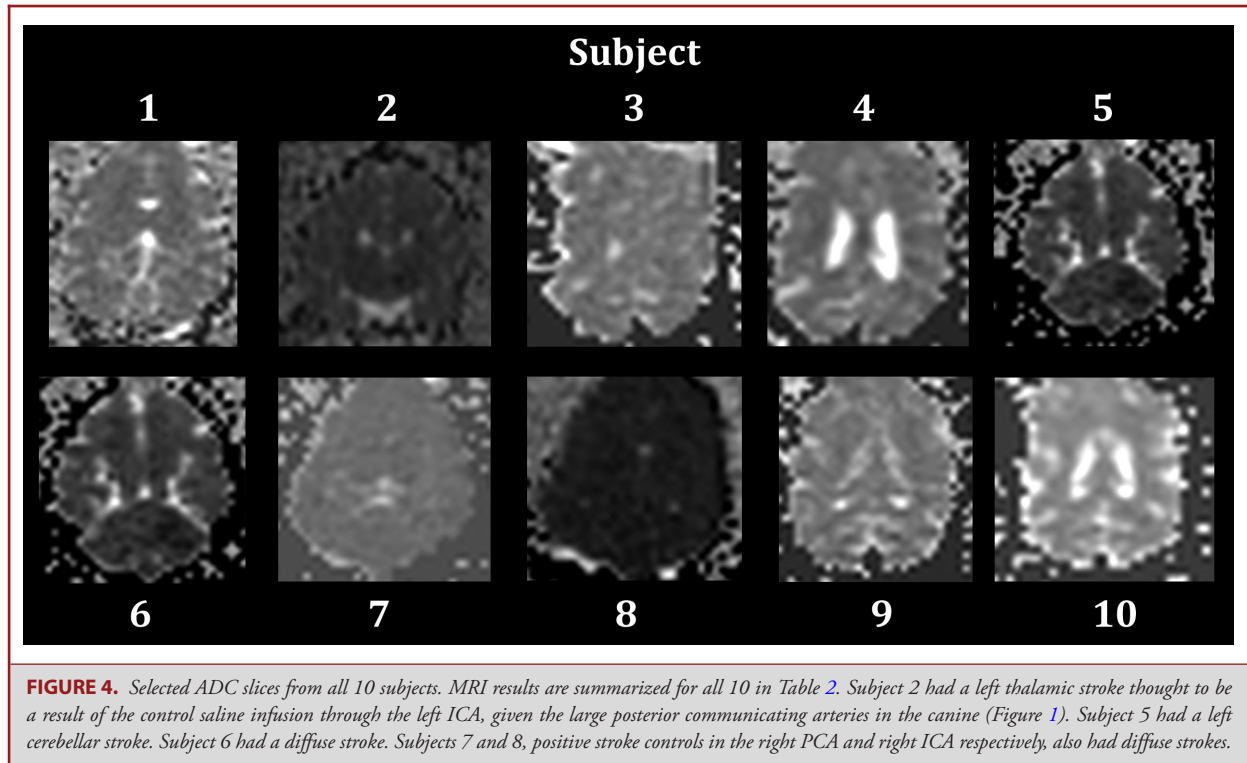 Subject
1 2 3 4 5
6 7 8 9 10
FIGURE 4. Selected ADC slices from all 10 subjects. MRI results are summarized for all 10 in Table 2. Subject 2 had a left thalamic stroke thought to be
a result of the control saline infusion through the left ICA, given the large posterior communicating arteries in the canine (Figure 1). Subject 5 had a left
cerebellar stroke. Subject 6 had a diffuse stroke. Subjects 7 and 8, positive stroke controls in the right PCA and right ICA respectively, also had diffuse strokes.